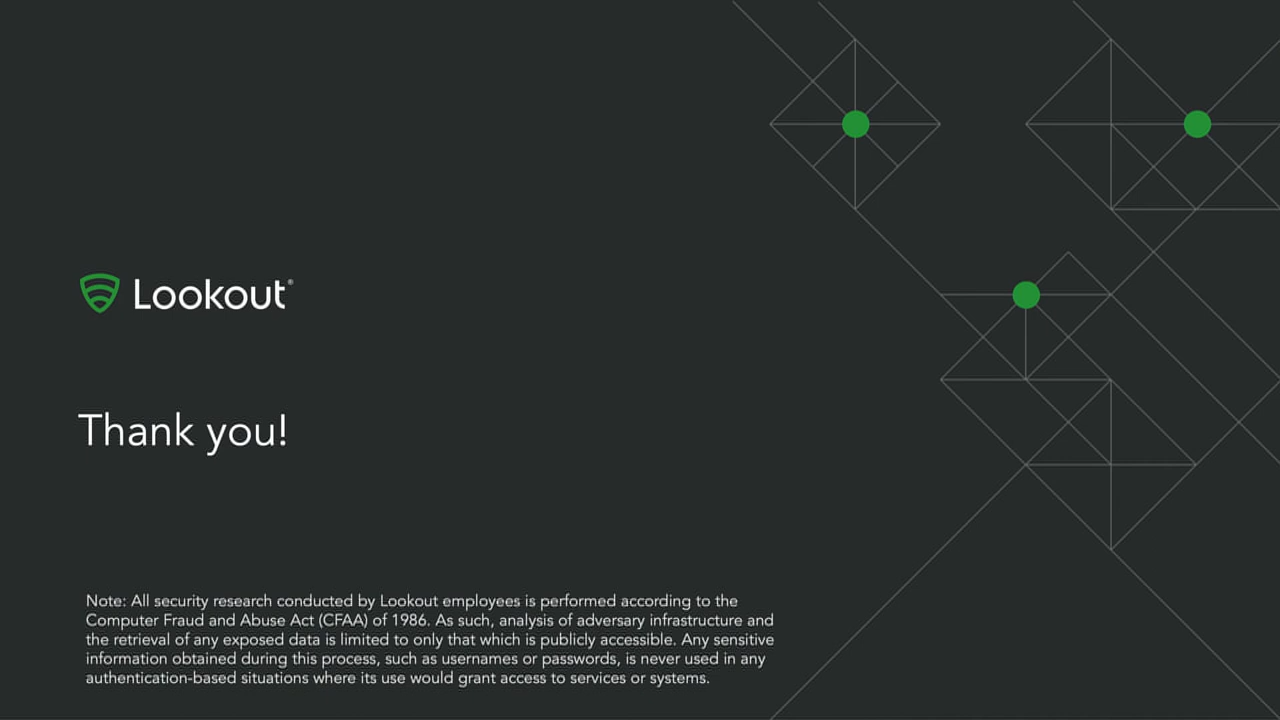 Lookout®
Thank you!
Note: All security research conducted by Lookout employees is performed according to the
Computer Fraud and Abuse Act (CFAA) of 1986. As such, analysis of adversary infrastructure and
the retrieval of any exposed data is limited to only that which is publicly accessible. Any sensitive
information obtained during this process, such as usernames or passwords, is never used in any
authentication-based situations where its use would grant access to services or systems.